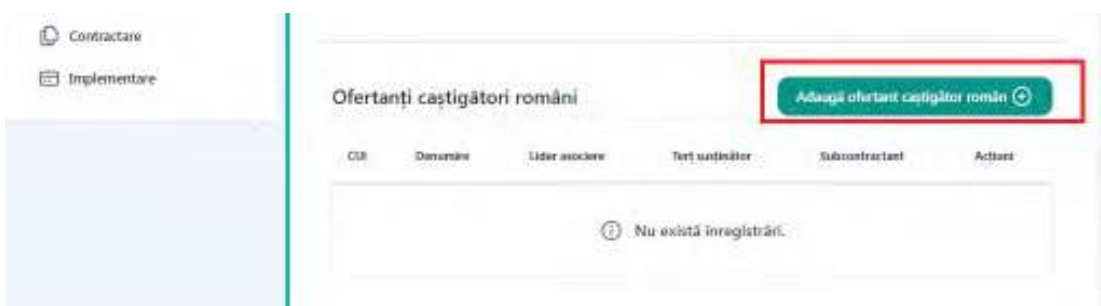 Contractare
Implementare
Ofertanți caștigători români
Adaugă ofertant caștigător român
CUI Denumire Lider asociere Terț susținător Subcontractant Acțiuni
Nu există inregistrări.